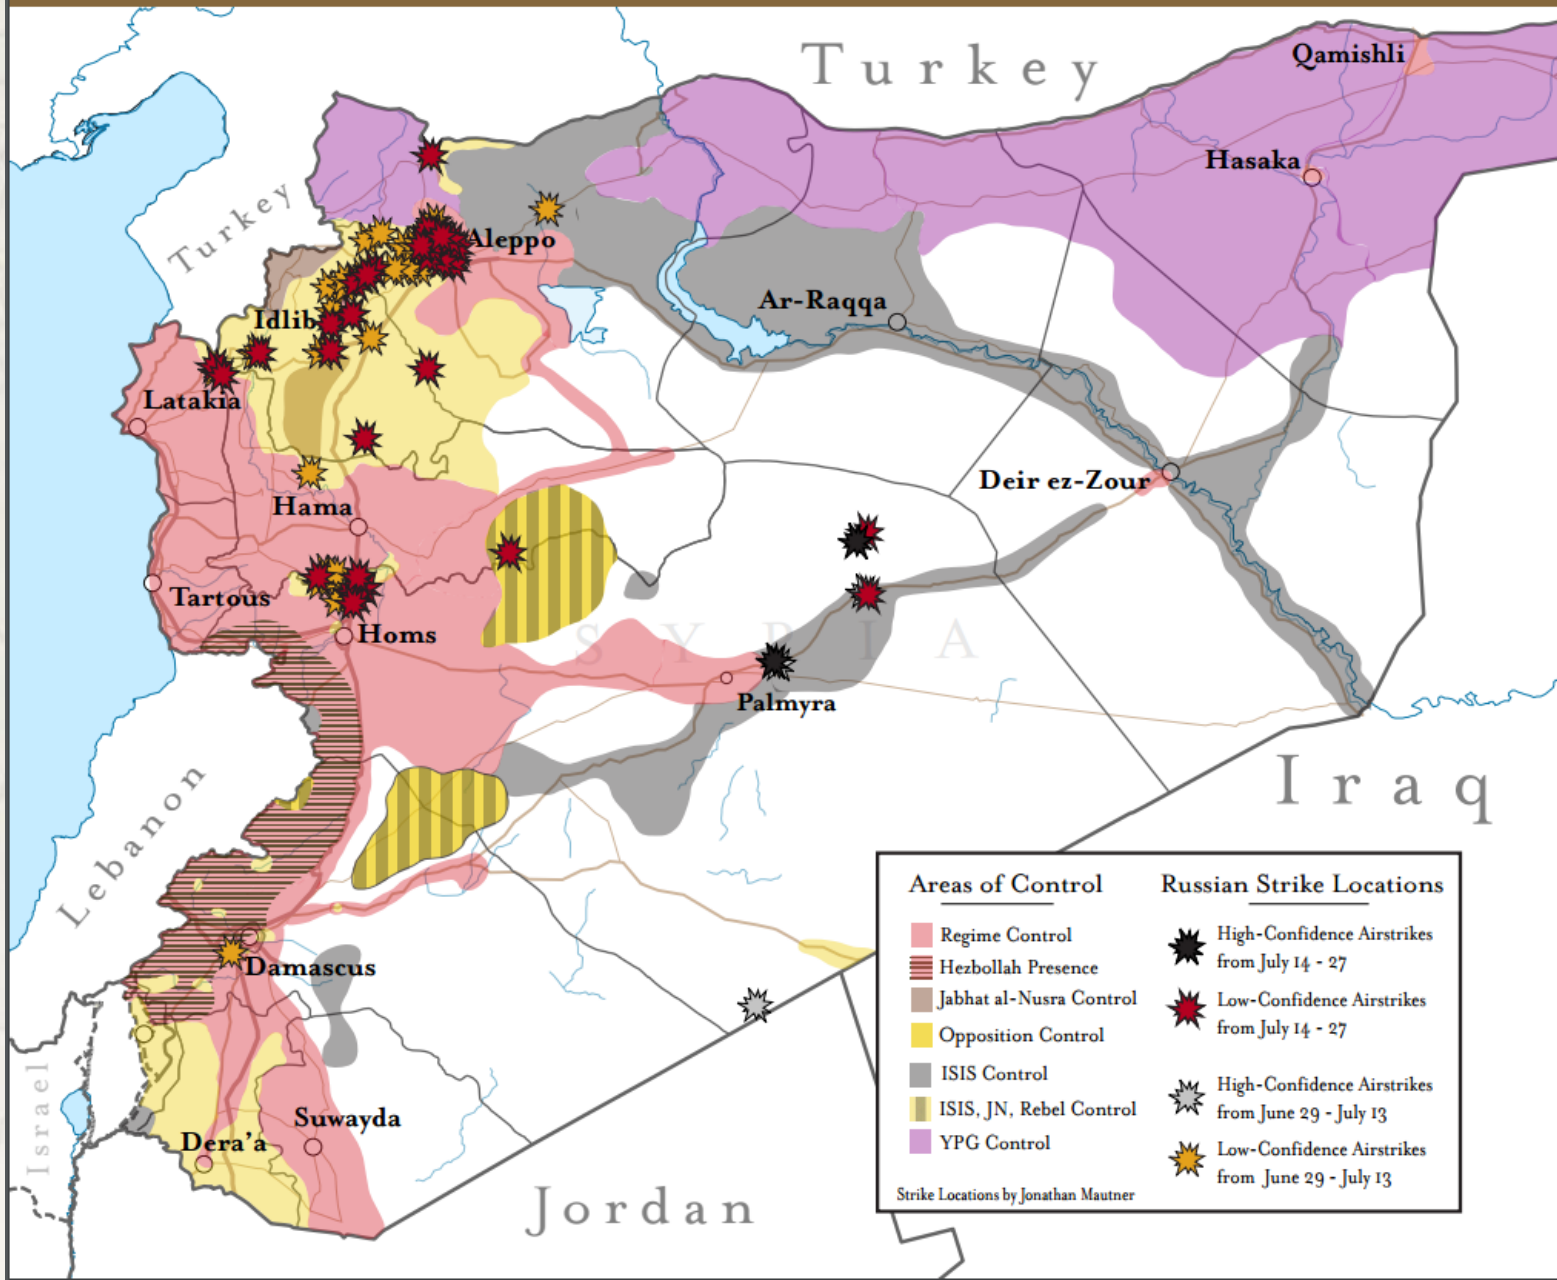 Turkey
Qamishli
Hasaka
Turkey
Aleppo
Ar-Raqqa
Idlib
Latakia
Deir ez-Zour
Hama
Tartous
Homs
SYRIA
Palmyra
Iraq
Lebanon
Damascus
Israel
Suwayda
Dera'a
Jordan
Areas of Control
Regime Control
Hezbollah Presence
Jabhat al-Nusra Control
Opposition Control
ISIS Control
ISIS, JN, Rebel Control
YPG Control
Strike Locations by Jonathan Mautner
Russian Strike Locations
High-Confidence Airstrikes
from July 14 - 27
Low-Confidence Airstrikes
from July 14 - 27
High-Confidence Airstrikes
from June 29 - July 13
Low-Confidence Airstrikes
from June 29 - July 13